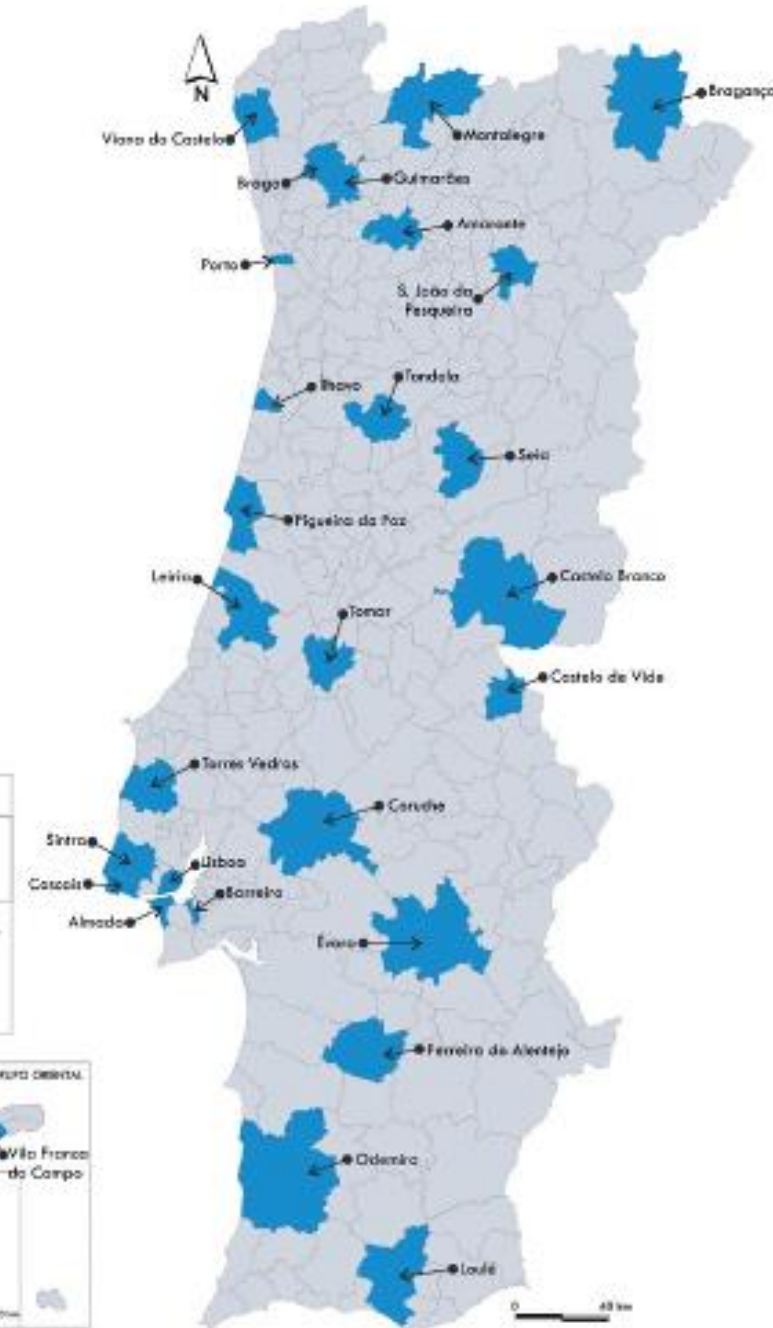 N
Bragança
Viana do Castelo
Montalegre
Braga
Guimarães
Amarante
Porto
S. João da
Pesqueira
Ílhavo
Tondela
Seia
Figueira da Foz
Leiria
Castelo Branco
Tomar
Castelo de Vide
Torres Vedras
Coruche
Sintra
Lisboa
Cascais
Barreiro
Almada
Évora
Ferreira do Alentejo
ORIENTAL
Vila Franca
do Campo
Odemira
Loulé
0